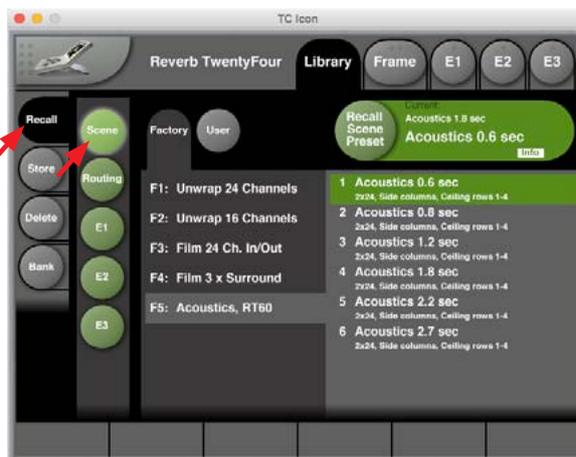 TC Icon
Reverb TwentyFour
Library
Frame
E1
E2
E3
Recall
Store
Delete
Bank
Scene
Routing
E1
E2
E3
Factory
User
Recall
Scene
Preset
Current:
Acoustics 1.8 sec
Acoustics 0.6 sec
Info
F1: Unwrap 24 Channels
F2: Unwrap 16 Channels
F3: Film 24 Ch. In/Out
F4: Film 3 x Surround
F5: Acoustics, RT60
1 Acoustics 0.6 sec
2x24, Side columns, Ceiling rows 1-4
2 Acoustics 0.8 sec
2x24, Side columns, Ceiling rows 1-4
3 Acoustics 1.2 sec
2x24, Side columns, Ceiling rows 1-4
4 Acoustics 1.8 sec
2x24, Side columns, Ceiling rows 1-4
5 Acoustics 2.2 sec
2x24, Side columns, Ceiling rows 1-4
6 Acoustics 2.7 sec
2x24, Side columns, Ceiling rows 1-4